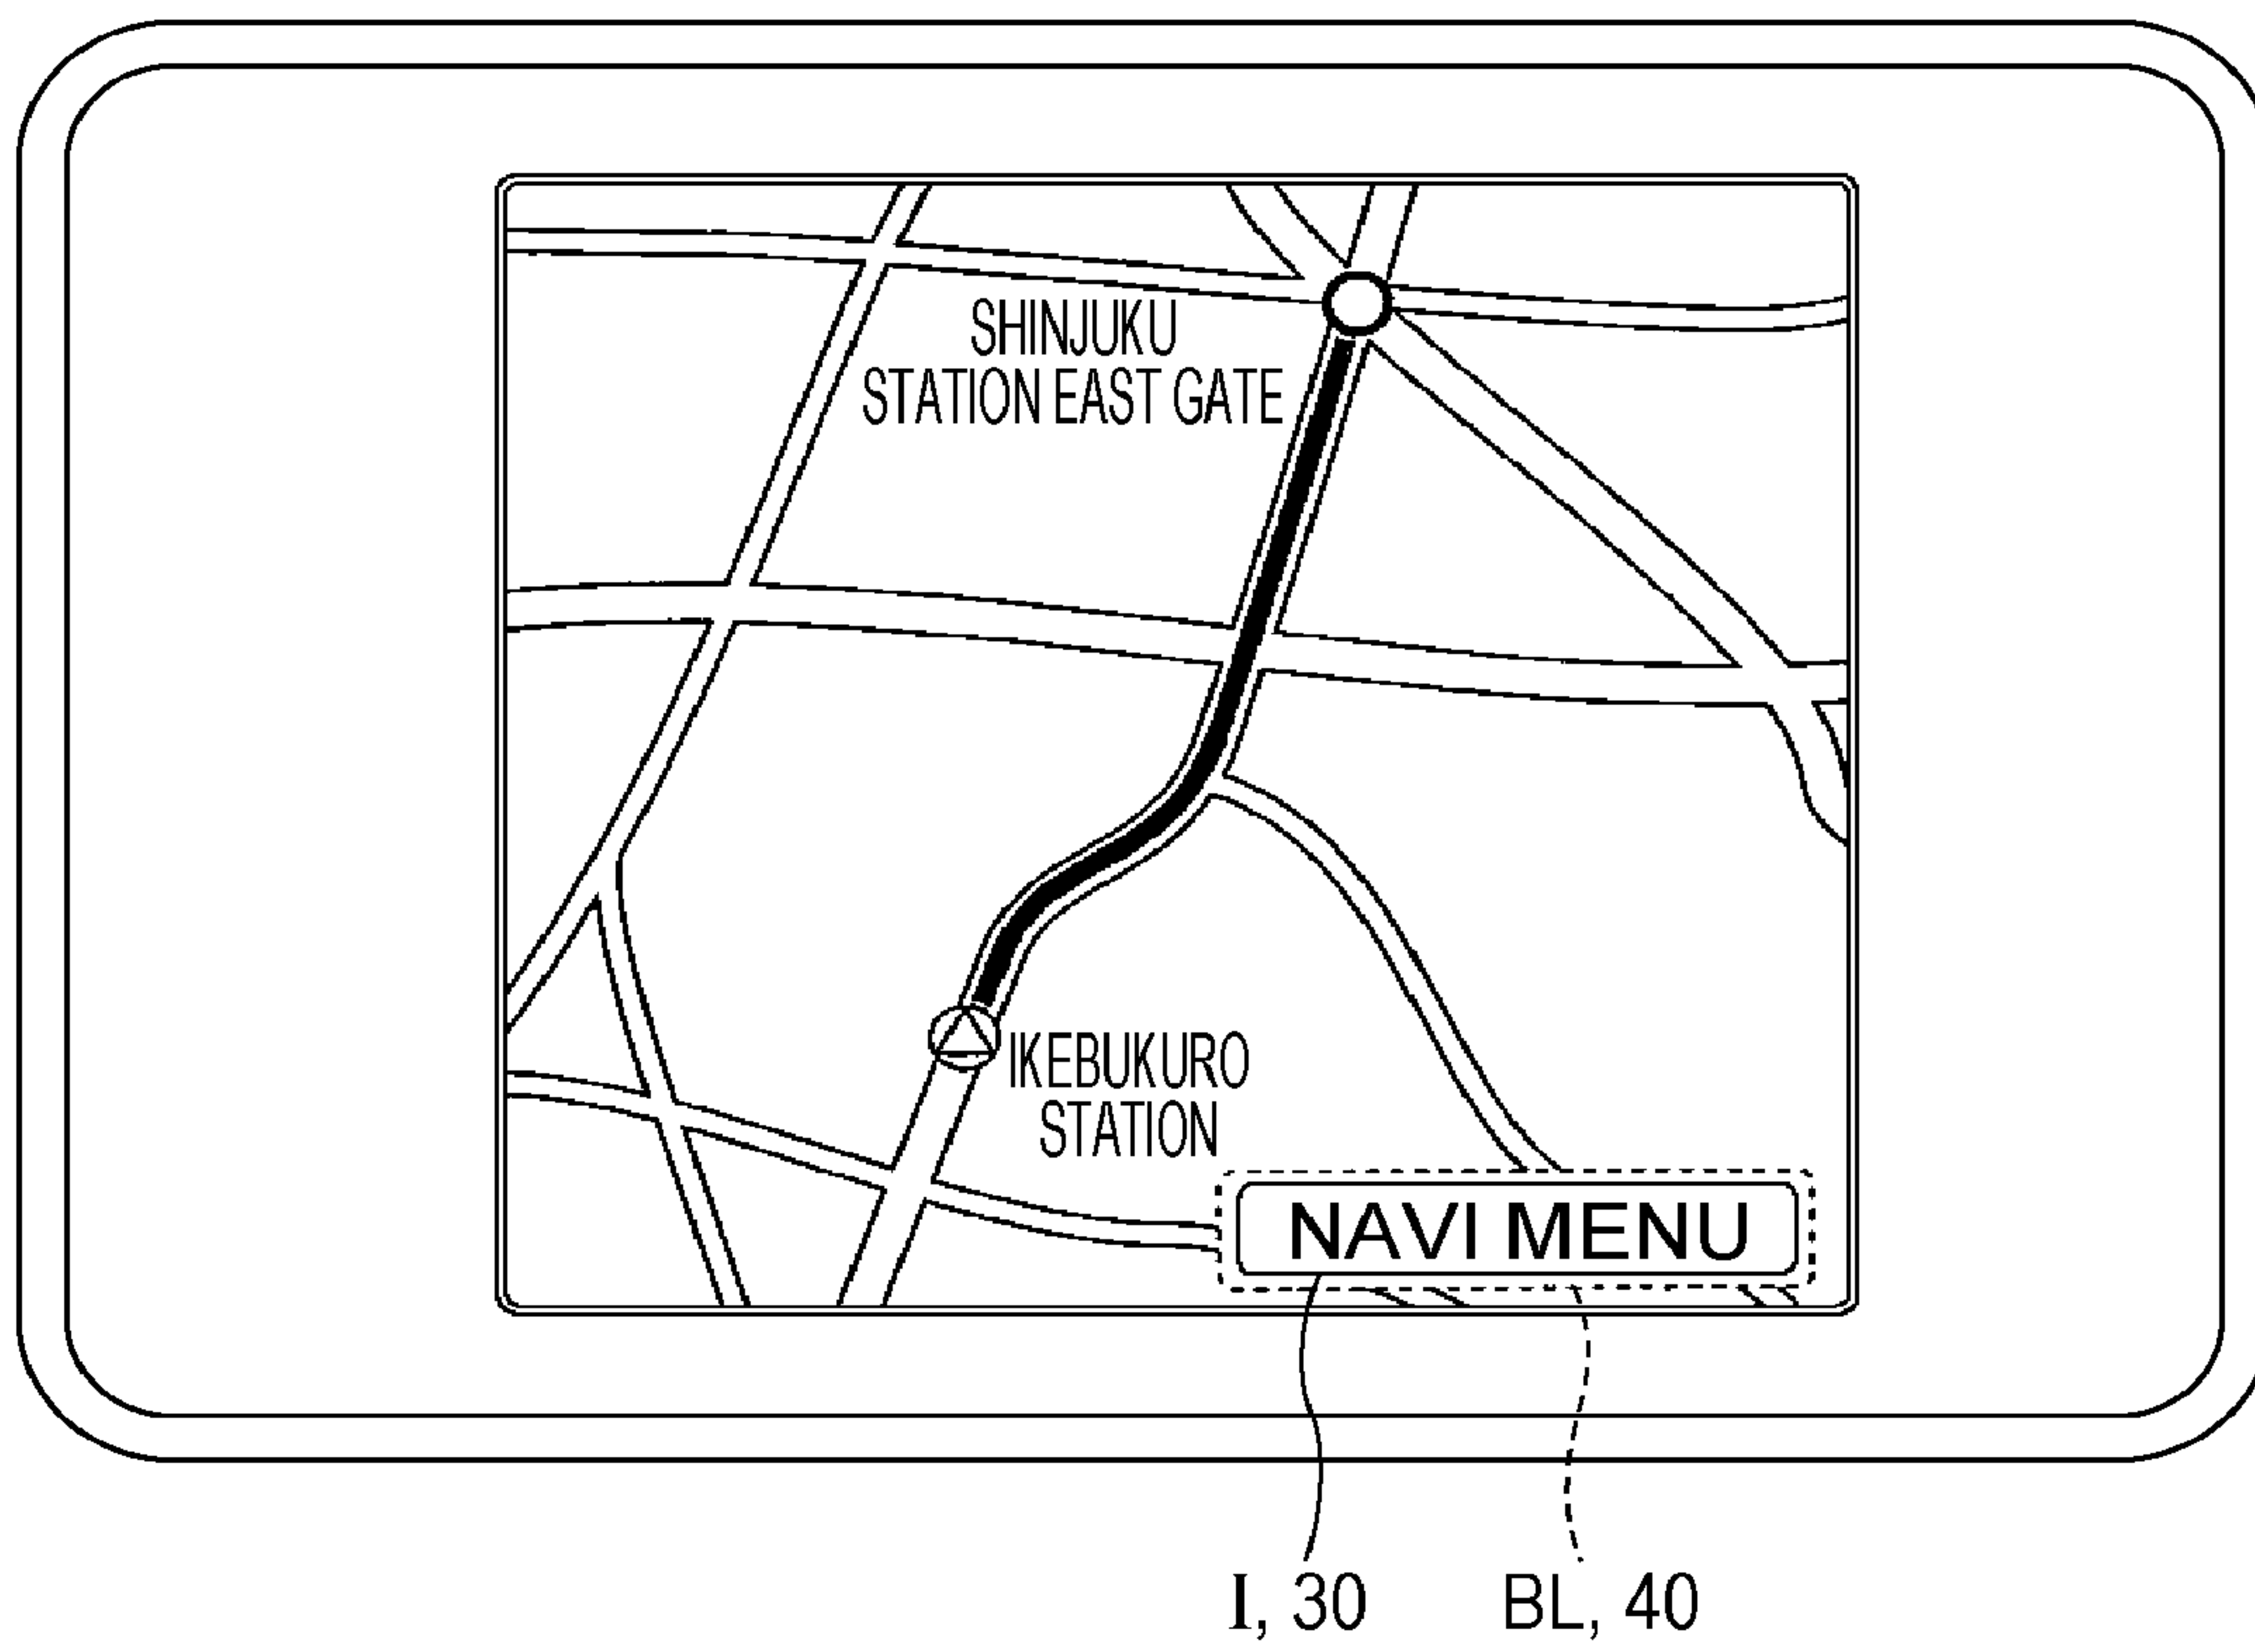 SHINJUKU
STATION EAST GATE
IKEBUKURO
STATION
NAVI MENU
I, 30
BL, 40